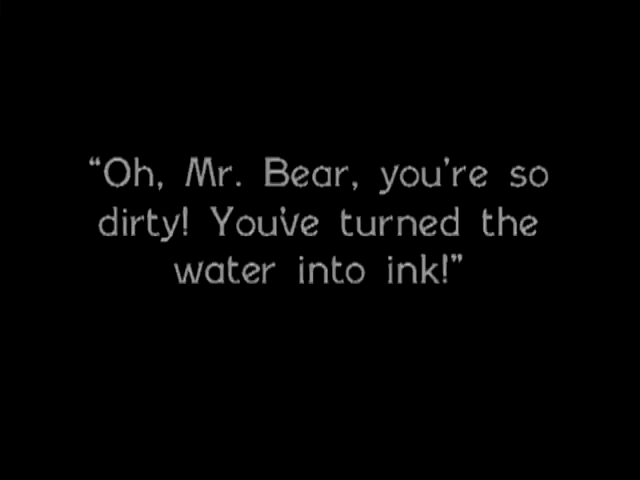 “Oh, Mr. Bear, you're so
dirty! You've turned the
water into ink!”